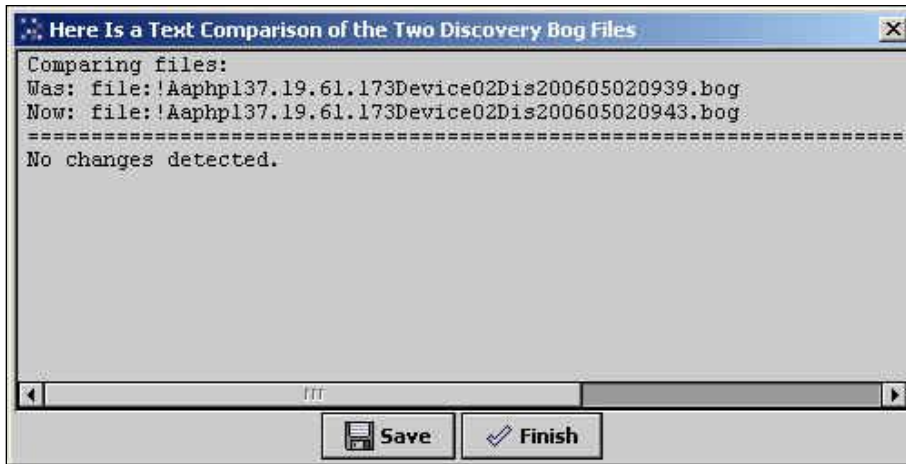 Here Is a Text Comparison of the Two Discovery Bog Files
Comparing files:
Was: file:!Aaphp137.19.61.173Device02Dis200605020939.bog
Now: file:!Aaphp137.19.61.173Device02Dis200605020943.bog
======================================================================
No changes detected.
Save
Finish